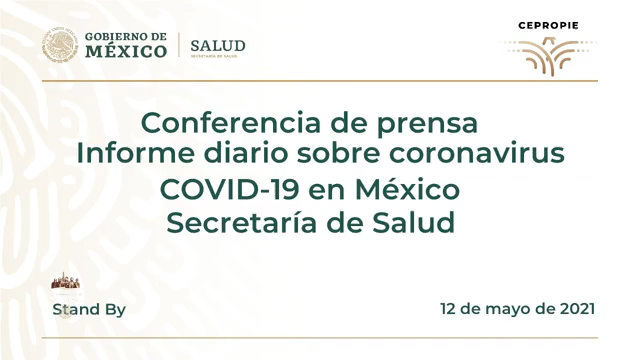 GOBIERNO DE
MÉXICO
SALUD
SECRETARÍA DE SALUD
CEPROPIE
Conferencia de prensa
Informe diario sobre coronavirus
COVID-19 en México
Secretaría de Salud
Stand By
12 de mayo de 2021